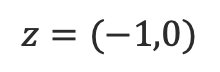 z = (−1,0)